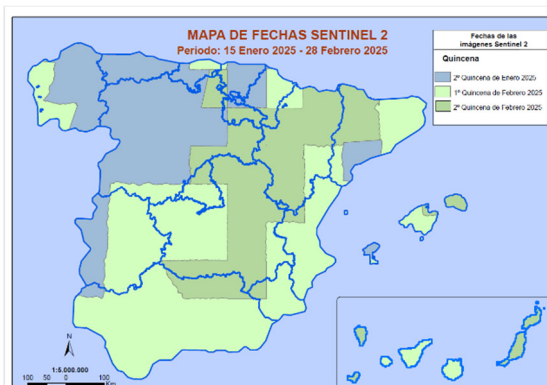 MAPA DE FECHAS SENTINEL 2
Periodo: 15 Enero 2025 - 28 Febrero 2025
Fechas de las
imágenes Sentinel 2
Quincena
2ª Quincena de Enero 2025
1ª Quincena de Febrero 2025
2ª Quincena de Febrero 2025
N
1:5.000.000
100 50 0 100
Km